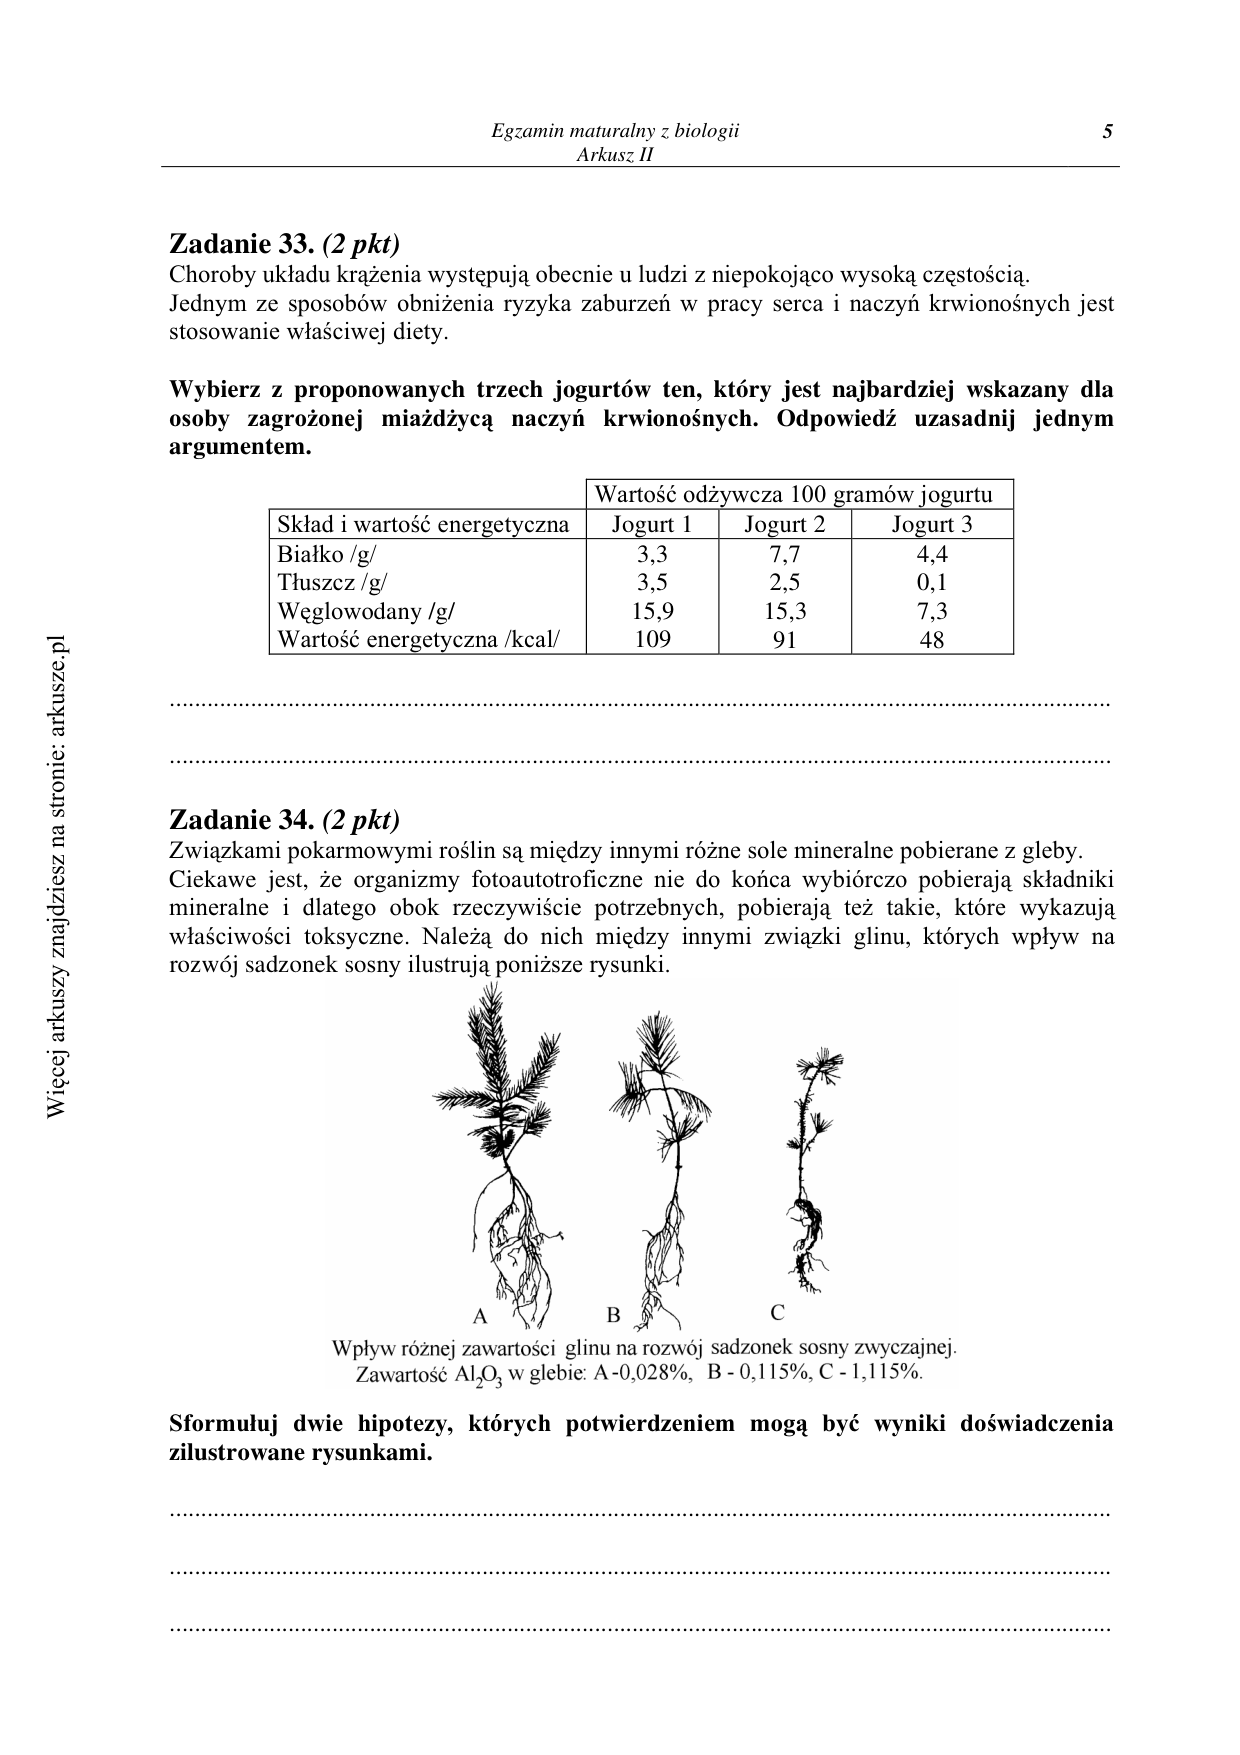 Egzamin maturalny z biologii
5
Arkusz II
Zadanie 33. (2 pkt)
Choroby układu krążenia występują obecnie u ludzi z niepokojąco wysoką częstością.
Jednym ze sposobów obniżenia ryzyka zaburzeń w pracy serca i naczyń krwionośnych jest
stosowanie właściwej diety.
Wybierz z proponowanych trzech jogurtów ten, który jest najbardziej wskazany dla
osoby zagrożonej miażdżycą naczyń krwionośnych. Odpowiedź uzasadnij jednym
argumentem.
Wartość odżywcza 100 gramów jogurtu
Skład i wartość energetyczna Jogurt 1 Jogurt 2 Jogurt 3
Białko /g/ 3,3 7,7 4,4
Tłuszcz /g/ 3,5 2,5 0,1
Węglowodany /g/ 15,9 15,3 7,3
Wartość energetyczna /kcal/ 109 91 48
Zadanie 34. (2 pkt)
Związkami pokarmowymi roślin są między innymi różne sole mineralne pobierane z gleby.
Ciekawe jest, że organizmy fotoautotroficzne nie do końca wybiórczo pobierają składniki
mineralne i dlatego obok rzeczywiście potrzebnych, pobierają też takie, które wykazują
właściwości toksyczne. Należą do nich między innymi związki glinu, których wpływ na
rozwój sadzonek sosny ilustrują poniższe rysunki.
A B C
Wpływ różnej zawartości glinu na rozwój sadzonek sosny zwyczajnej.
Zawartość Al₂O₃ w glebie: A -0,028%, B - 0,115%, C - 1,115%.
Sformułuj dwie hipotezy, których potwierdzeniem mogą być wyniki doświadczenia
zilustrowane rysunkami.
Więcej arkuszy znajdziesz na stronie: arkusze.pl